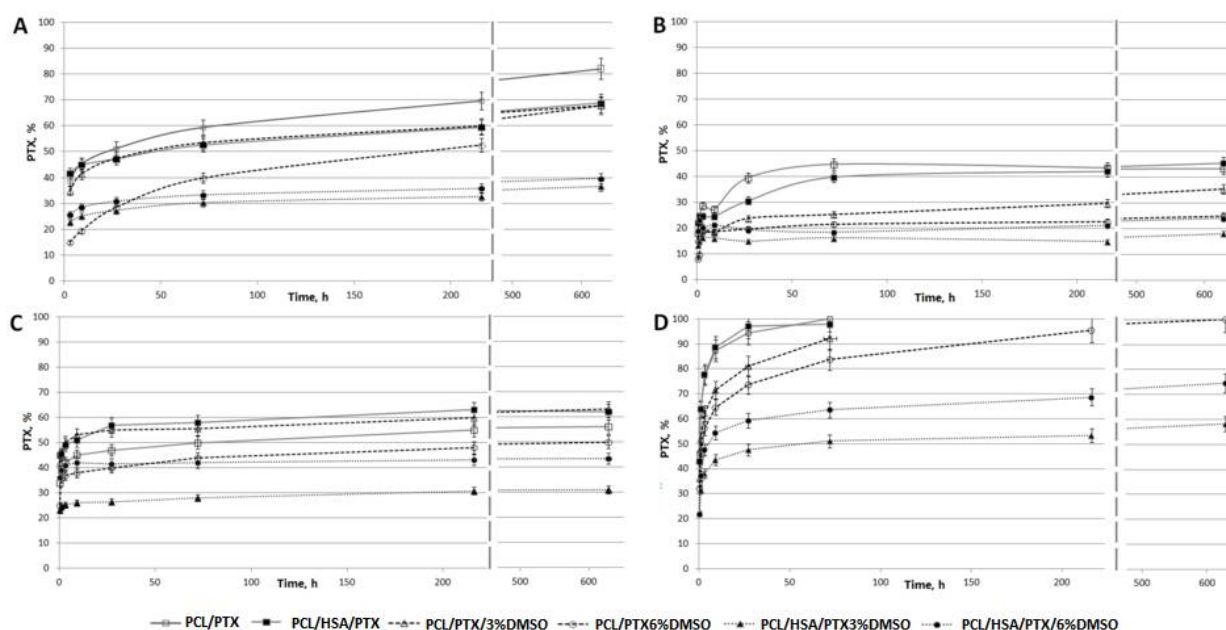 A
100
90
80
70
60
50
40
30
20
10
0
PTX, %
0 50 100 150 200 500 600
Time, h
B
100
90
80
70
60
50
40
30
20
10
0
PTX, %
0 50 100 150 200 500 600
Time, h
C
100
90
80
70
60
50
40
30
20
10
0
PTX, %
0 50 100 150 200 500 600
Time, h
D
100
90
80
70
60
50
40
30
20
10
0
PTX, %
0 50 100 150 200 500 600
Time, h
PCL/PTX PCL/HSA/PTX PCL/PTX/3%DMSO PCL/PTX6%DMSO PCL/HSA/PTX3%DMSO PCL/HSA/PTX/6%DMSO